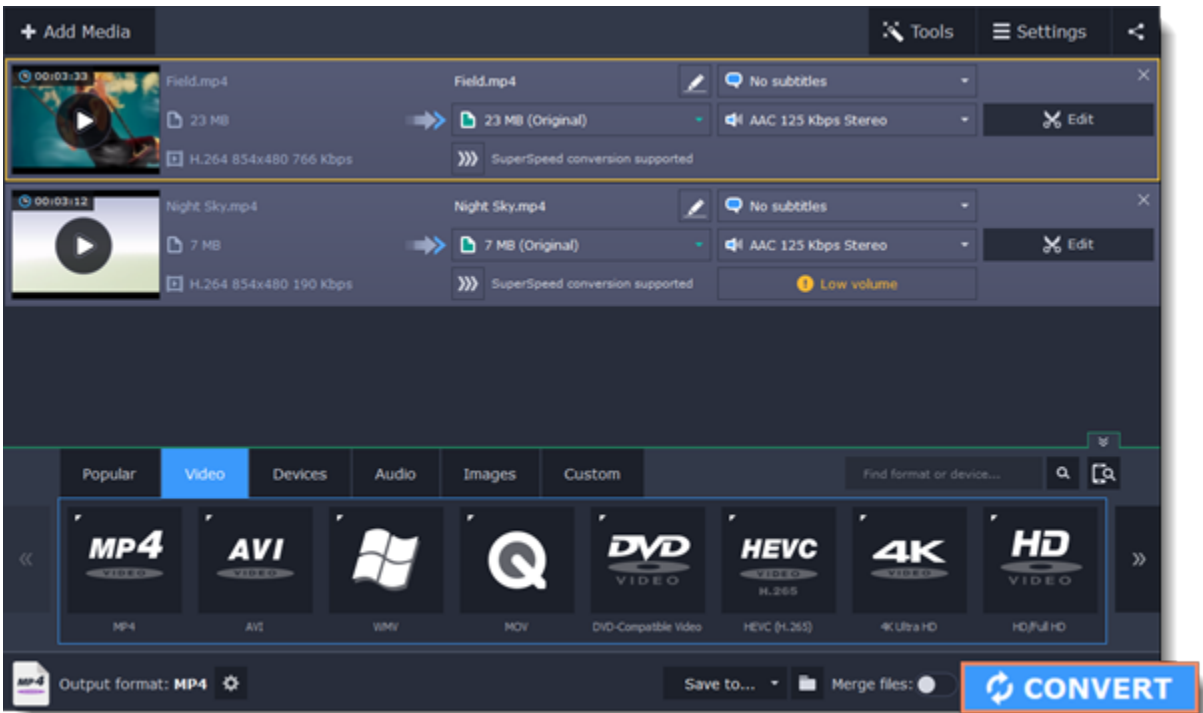 Add Media
Tools
Settings
00:03:33
Field.mp4
Field.mp4
No subtitles
23 MB
23 MB (Original)
AAC 125 Kbps Stereo
Edit
H.264 854x480 766 Kbps
SuperSpeed conversion supported
00:03:12
Night Sky.mp4
Night Sky.mp4
No subtitles
7 MB
7 MB (Original)
AAC 125 Kbps Stereo
Edit
H.264 854x480 190 Kbps
SuperSpeed conversion supported
Low volume
Popular
Video
Devices
Audio
Images
Custom
Find format or device...
MP4
VIDEO
AVI
VIDEO
DVD
VIDEO
HEVC
VIDEO
H.265
4K
VIDEO
HD
VIDEO
MP4
AVI
WMV
MOV
DVD-Compatible Video
HEVC (H.265)
4K Ultra HD
HD/Full HD
MP4
Output format: MP4
Save to...
Merge files:
CONVERT